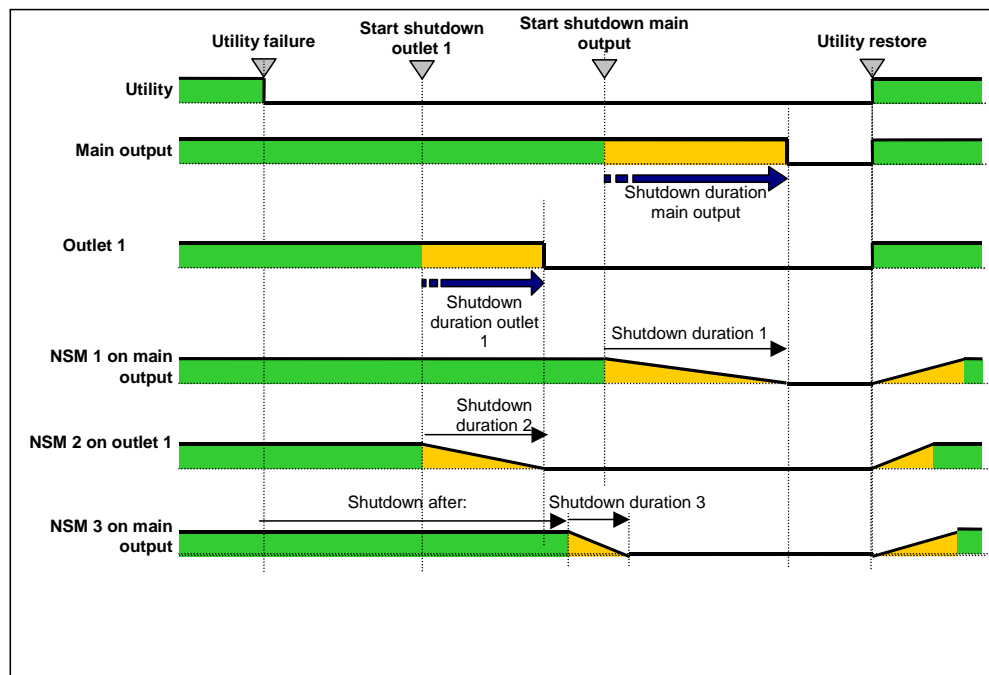 Utility failure
Start shutdown
outlet 1
Start shutdown main
output
Utility restore
Utility
Main output
Shutdown duration
main output
Outlet 1
Shutdown
duration outlet
1
Shutdown duration 1
NSM 1 on main
output
Shutdown
duration 2
NSM 2 on outlet 1
Shutdown after:
Shutdown duration 3
NSM 3 on main
output